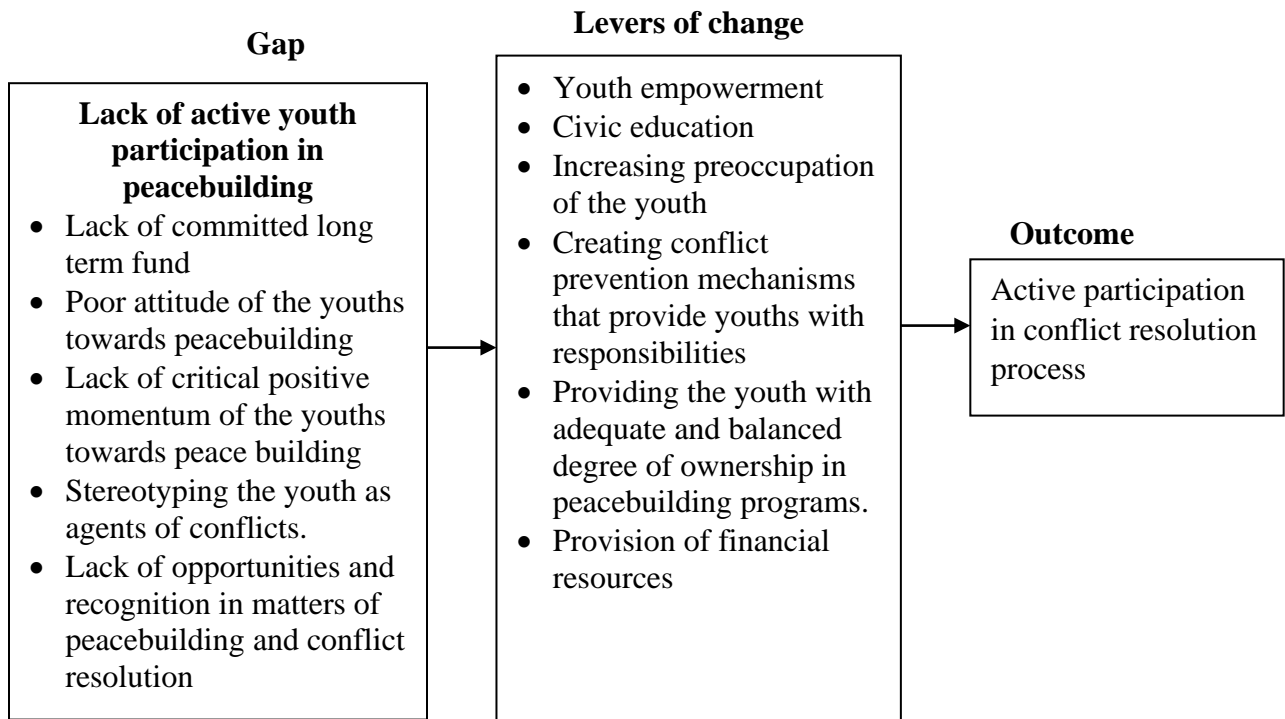 Gap
Lack of active youth
participation in
peacebuilding
• Lack of committed long
term fund
• Poor attitude of the youths
towards peacebuilding
• Lack of critical positive
momentum of the youths
towards peace building
• Stereotyping the youth as
agents of conflicts.
• Lack of opportunities and
recognition in matters of
peacebuilding and conflict
resolution
Levers of change
• Youth empowerment
• Civic education
• Increasing preoccupation
of the youth
• Creating conflict
prevention mechanisms
that provide youths with
responsibilities
• Providing the youth with
adequate and balanced
degree of ownership in
peacebuilding programs.
• Provision of financial
resources
Outcome
Active participation
in conflict resolution
process